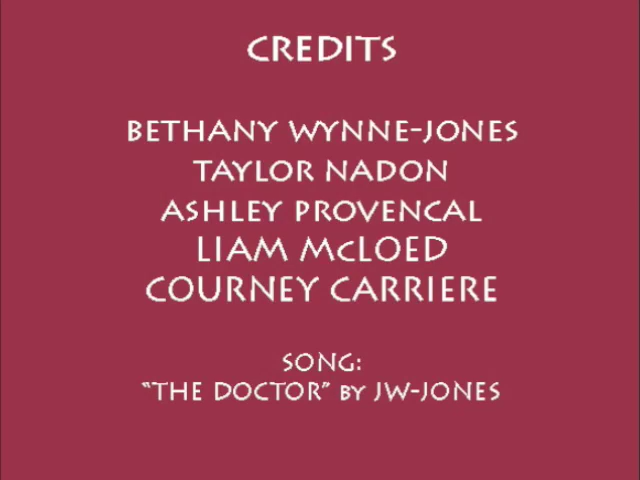 CREDITS
BETHANY WYNNE-JONES
TAYLOR NADON
ASHLEY PROVENCAL
LIAM McLOED
COURNEY CARRIERE
SONG:
"THE DOCTOR" BY JW-JONES